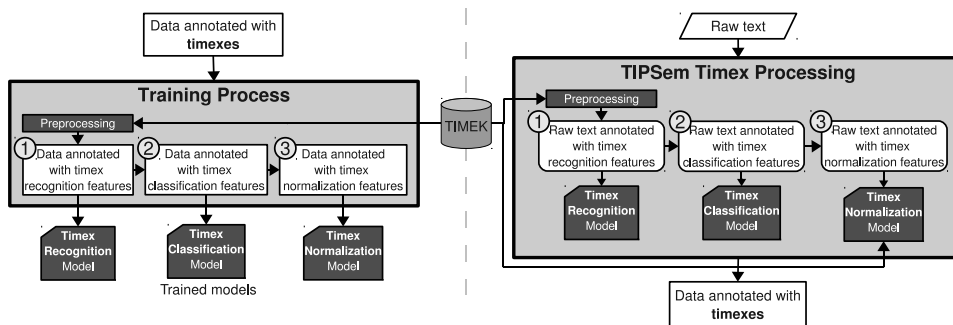 Data annotated with
timexes
Training Process
Preprocessing
1
Data annotated
with timex
recognition features
2
Data annotated
with timex
classification features
3
Data annotated
with timex
normalization features
Timex
Recognition
Model
Timex
Classification
Model
Timex
Normalization
Model
Trained models
TIMEK
Raw text
TIPSem Timex Processing
Preprocessing
1
Raw text annotated
with timex
recognition features
2
Raw text annotated
with timex
classification features
3
Raw text annotated
with timex
normalization features
Timex
Recognition
Model
Timex
Classification
Model
Timex
Normalization
Model
Data annotated with
timexes